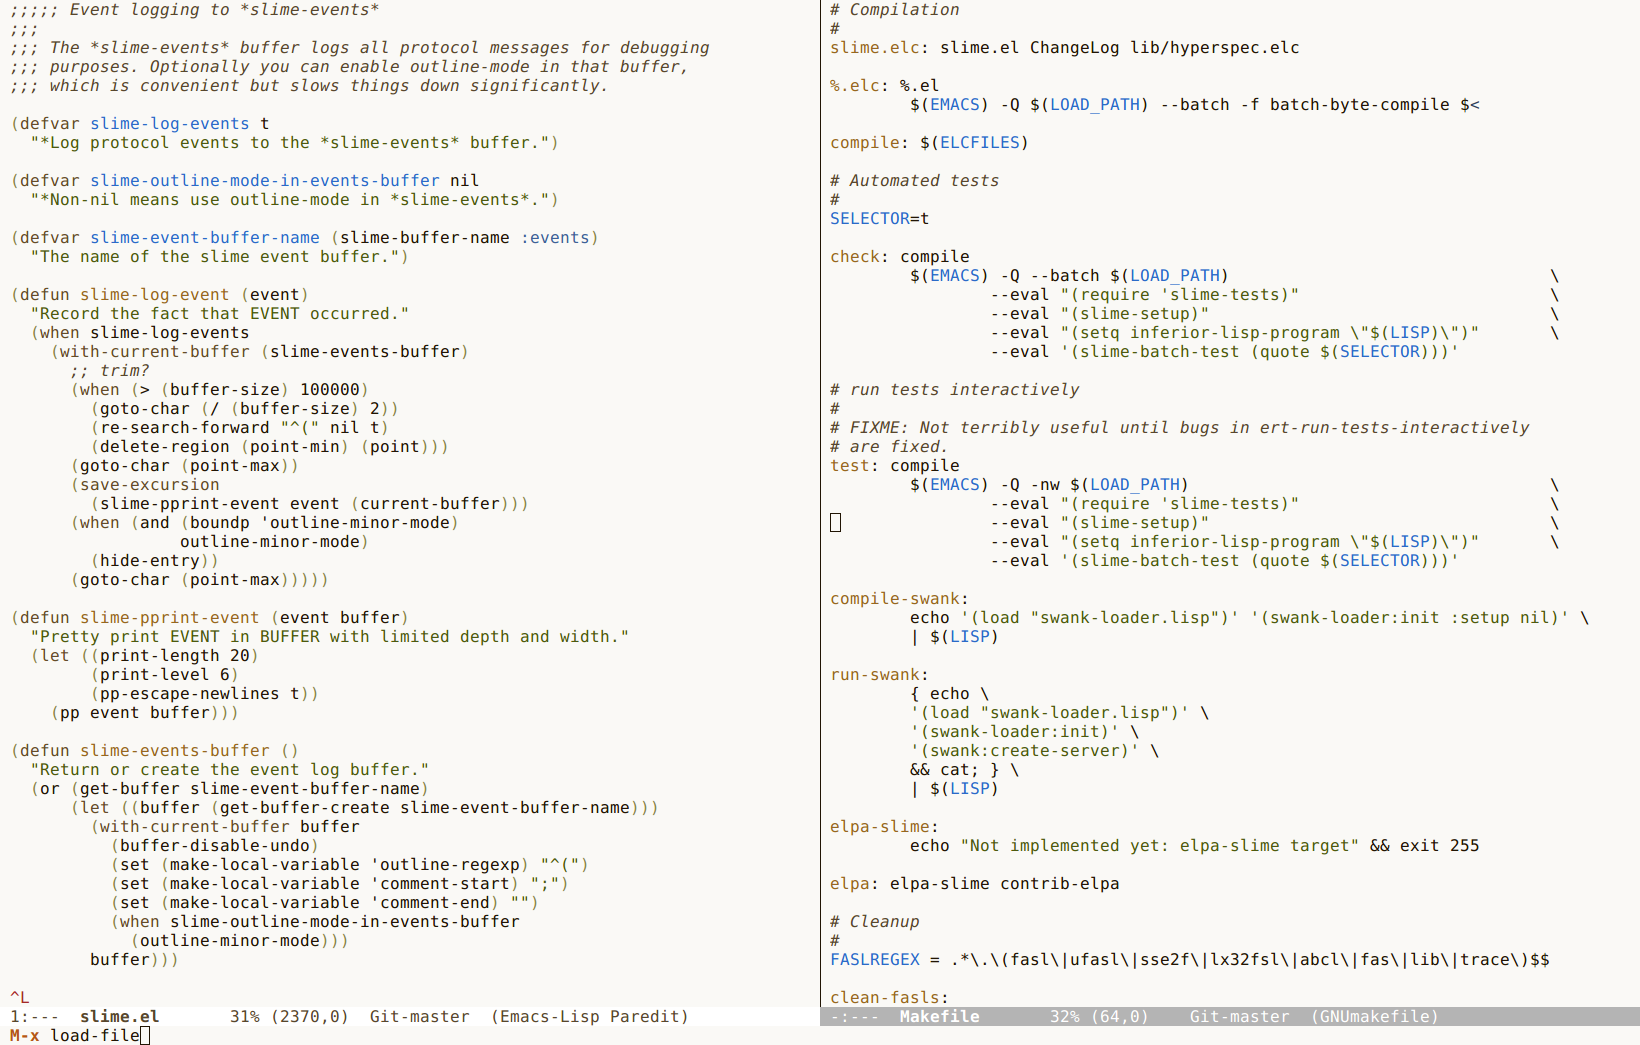 ;;;;; Event logging to *slime-events*
;;;
;;; The *slime-events* buffer logs all protocol messages for debugging
;;; purposes. Optionally you can enable outline-mode in that buffer,
;;; which is convenient but slows things down significantly.

(defvar slime-log-events t
  "*Log protocol events to the *slime-events* buffer.")

(defvar slime-outline-mode-in-events-buffer nil
  "*Non-nil means use outline-mode in *slime-events*.")

(defvar slime-event-buffer-name (slime-buffer-name :events)
  "The name of the slime event buffer.")

(defun slime-log-event (event)
  "Record the fact that EVENT occurred."
  (when slime-log-events
    (with-current-buffer (slime-events-buffer)
      ;; trim?
      (when (> (buffer-size) 100000)
        (goto-char (/ (buffer-size) 2))
        (re-search-forward "^(" nil t)
        (delete-region (point-min) (point)))
      (goto-char (point-max))
      (save-excursion
        (slime-pprint-event event (current-buffer)))
      (when (and (boundp 'outline-minor-mode)
                 outline-minor-mode)
        (hide-entry))
      (goto-char (point-max)))))

(defun slime-pprint-event (event buffer)
  "Pretty print EVENT in BUFFER with limited depth and width."
  (let ((print-length 20)
        (print-level 6)
        (pp-escape-newlines t))
    (pp event buffer)))

(defun slime-events-buffer ()
  "Return or create the event log buffer."
  (or (get-buffer slime-event-buffer-name)
      (let ((buffer (get-buffer-create slime-event-buffer-name)))
        (with-current-buffer buffer
          (buffer-disable-undo)
          (set (make-local-variable 'outline-regexp) "^(")
          (set (make-local-variable 'comment-start) ";")
          (set (make-local-variable 'comment-end) "")
          (when slime-outline-mode-in-events-buffer
            (outline-minor-mode)))
        buffer)))

^L
1:---  slime.el       31% (2370,0)  Git-master  (Emacs-Lisp Paredit)
# Compilation
#
slime.elc: slime.el ChangeLog lib/hyperspec.elc

%.elc: %.el
        $(EMACS) -Q $(LOAD_PATH) --batch -f batch-byte-compile $<

compile: $(ELCFILES)

# Automated tests
#
SELECTOR=t

check: compile
        $(EMACS) -Q --batch $(LOAD_PATH)                                \
                --eval "(require 'slime-tests)"                         \
                --eval "(slime-setup)"                                  \
                --eval "(setq inferior-lisp-program \"$(LISP)\")"       \
                --eval '(slime-batch-test (quote $(SELECTOR)))'

# run tests interactively
#
# FIXME: Not terribly useful until bugs in ert-run-tests-interactively
# are fixed.
test: compile
        $(EMACS) -Q -nw $(LOAD_PATH)                                    \
                --eval "(require 'slime-tests)"                         \
                --eval "(slime-setup)"                                  \
                --eval "(setq inferior-lisp-program \"$(LISP)\")"       \
                --eval '(slime-batch-test (quote $(SELECTOR)))'

compile-swank:
        echo '(load "swank-loader.lisp")' '(swank-loader:init :setup nil)' \
        | $(LISP)

run-swank:
        { echo \
        '(load "swank-loader.lisp")' \
        '(swank-loader:init)' \
        '(swank:create-server)' \
        && cat; } \
        | $(LISP)

elpa-slime:
        echo "Not implemented yet: elpa-slime target" && exit 255

elpa: elpa-slime contrib-elpa

# Cleanup
#
FASLREGEX = .*\.\(fasl\|ufasl\|sse2f\|lx32fsl\|abcl\|fas\|lib\|trace\)$$

clean-fasls:
-:---  Makefile       32% (64,0)    Git-master  (GNUmakefile)
M-x load-file